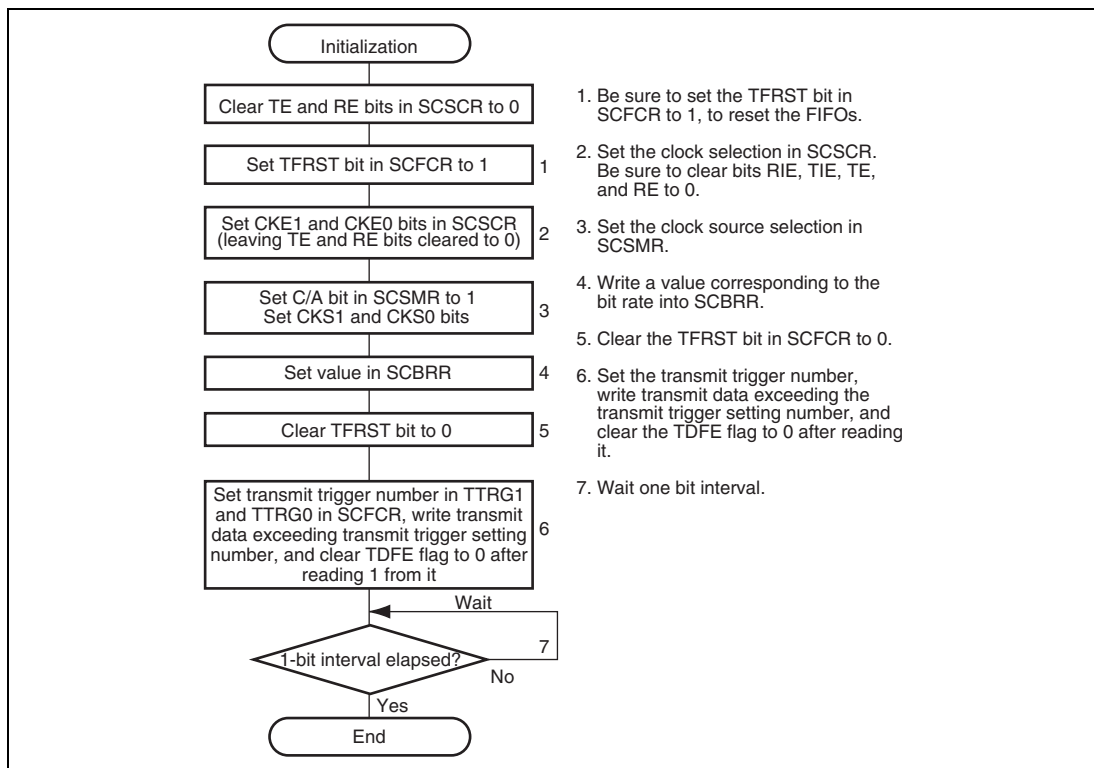 Initialization
Clear TE and RE bits in SCSCR to 0
Set TFRST bit in SCFCR to 1
1
Set CKE1 and CKE0 bits in SCSCR
(leaving TE and RE bits cleared to 0)
2
Set C/A bit in SCSMR to 1
Set CKS1 and CKS0 bits
3
Set value in SCBRR
4
Clear TFRST bit to 0
5
Set transmit trigger number in TTRG1
and TTRG0 in SCFCR, write transmit
data exceeding transmit trigger setting
number, and clear TDFE flag to 0 after
reading 1 from it
6
Wait
1-bit interval elapsed?
7
No
Yes
End
1. Be sure to set the TFRST bit in
SCFCR to 1, to reset the FIFOs.
2. Set the clock selection in SCSCR.
Be sure to clear bits RIE, TIE, TE,
and RE to 0.
3. Set the clock source selection in
SCSMR.
4. Write a value corresponding to the
bit rate into SCBRR.
5. Clear the TFRST bit in SCFCR to 0.
6. Set the transmit trigger number,
write transmit data exceeding the
transmit trigger setting number, and
clear the TDFE flag to 0 after reading
it.
7. Wait one bit interval.